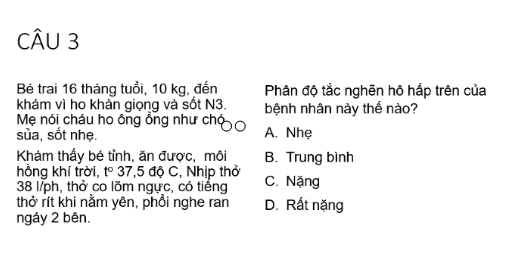 CÂU 3
Bé trai 16 tháng tuổi, 10 kg, đến
khám vì ho khàn giọng và sốt N3.
Mẹ nói cháu ho ông ổng như chó
sủa, sốt nhẹ.
Khám thấy bé tỉnh, ăn được, môi
hồng khí trời, tº 37,5 độ C, Nhịp thở
38 l/ph, thở co lõm ngực, có tiếng
thở rít khi nằm yên, phổi nghe ran
ngáy 2 bên.
Phân độ tắc nghẽn hô hấp trên của
bệnh nhân này thế nào?
A. Nhẹ
B. Trung bình
C. Nặng
D. Rất nặng